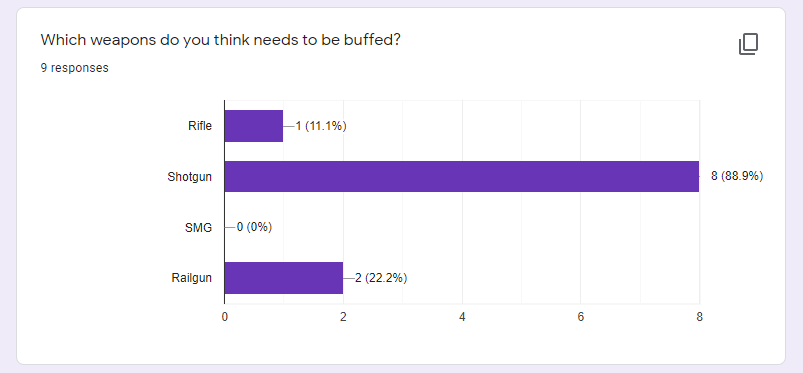 Which weapons do you think needs to be buffed?
9 responses
Rifle 1 (11.1%)
Shotgun 8 (88.9%)
SMG 0 (0%)
Railgun 2 (22.2%)
0 2 4 6 8